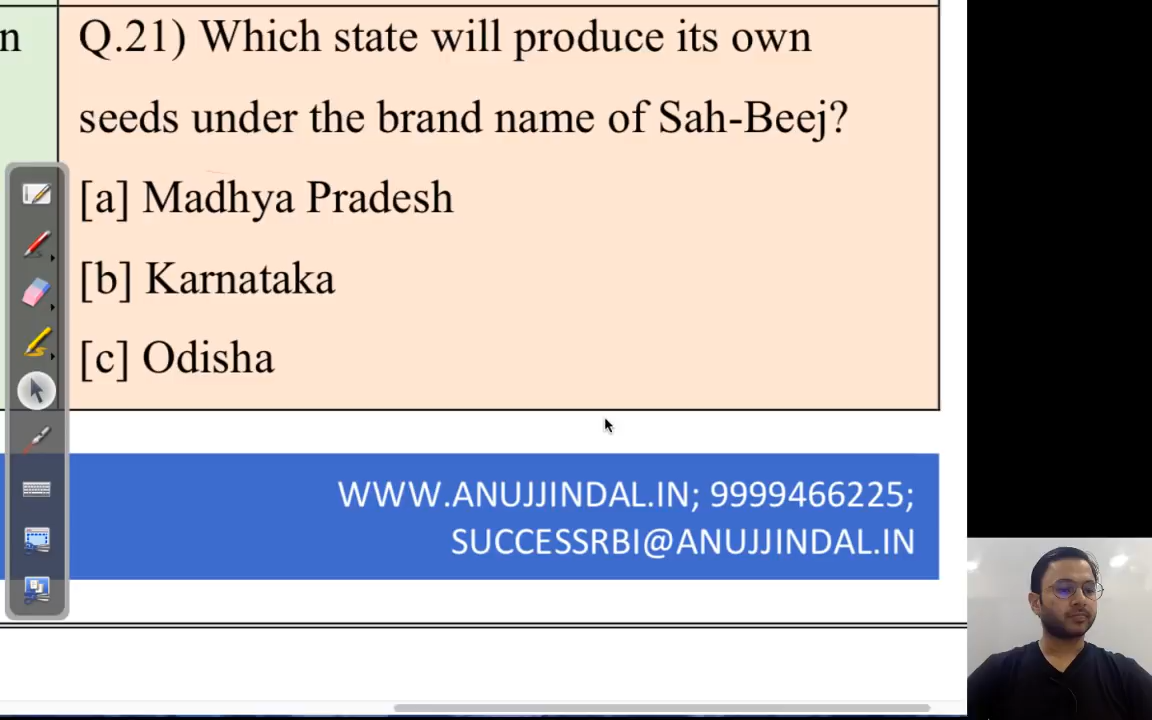 n
Q.21) Which state will produce its own
seeds under the brand name of Sah-Beej?
[a] Madhya Pradesh
[b] Karnataka
[c] Odisha
WWW.ANUJJINDAL.IN; 9999466225;
SUCCESSRBI@ANUJJINDAL.IN